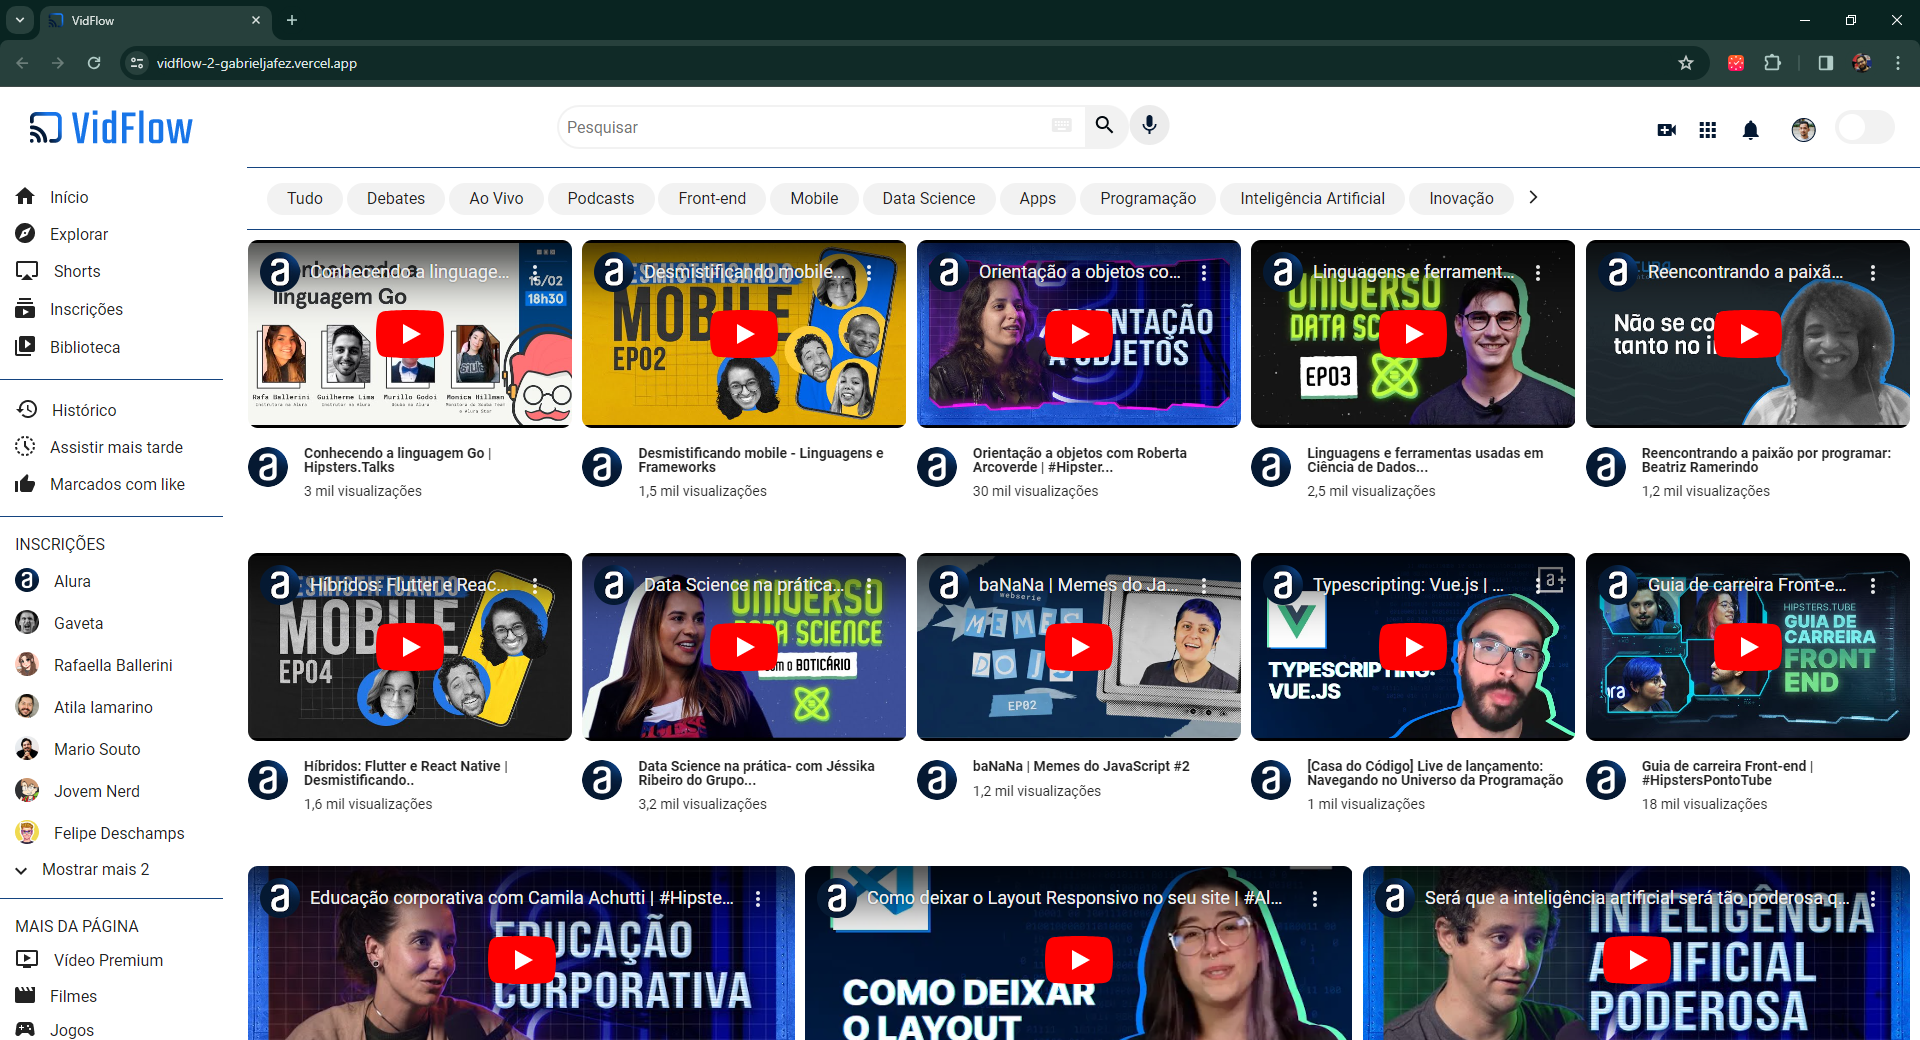 VidFlow
vidflow-2-gabrieljafez.vercel.app
VidFlow
Pesquisar
Início
Explorar
Shorts
Inscrições
Biblioteca
Histórico
Assistir mais tarde
Marcados com like
INSCRIÇÕES
Alura
Gaveta
Rafaella Ballerini
Atila Iamarino
Mario Souto
Jovem Nerd
Felipe Deschamps
Mostrar mais 2
MAIS DA PÁGINA
Vídeo Premium
Filmes
Jogos
Tudo
Debates
Ao Vivo
Podcasts
Front-end
Mobile
Data Science
Apps
Programação
Inteligência Artificial
Inovação
Conhecendo a linguage...
linguagem Go
15/02
18h30
Rafa Ballerini
Guilherme Lima
Murillo Godoi
Monica Hillman
Conhecendo a linguagem Go |
Hipsters.Talks
3 mil visualizações
Desmistificando mobile...
DESMISTIFICANDO
MOBILE
EP02
Desmistificando mobile - Linguagens e
Frameworks
1,5 mil visualizações
Orientação a objetos co...
ORIENTAÇÃO
A OBJETOS
Orientação a objetos com Roberta
Arcoverde | #Hipster...
30 mil visualizações
Linguagens e ferrament...
UNIVERSO
DATA SC
EP03
Linguagens e ferramentas usadas em
Ciência de Dados...
2,5 mil visualizações
Reencontrando a paixã...
Não se co
tanto no i
Reencontrando a paixão por programar:
Beatriz Ramerindo
1,2 mil visualizações
Híbridos: Flutter e Reac...
DESMISTIFICANDO
MOBILE
EP04
Híbridos: Flutter e React Native |
Desmistificando..
1,6 mil visualizações
Data Science na prática...
UNIVERSO
DATA SCIENCE
com o BOTICÁRIO
Data Science na prática- com Jéssika
Ribeiro do Grupo...
3,2 mil visualizações
baNaNa | Memes do Ja...
webserie
MEMES
DO JS
EP02
baNaNa | Memes do JavaScript #2
1,2 mil visualizações
Typescripting: Vue.js | ...
a+
TYPESCRIPTING:
VUE.JS
[Casa do Código] Live de lançamento:
Navegando no Universo da Programação
1 mil visualizações
Guia de carreira Front-e...
HIPSTERS.TUBE
GUIA DE
CARREIRA
FRONT
END
Guia de carreira Front-end |
#HipstersPontoTube
18 mil visualizações
Educação corporativa com Camila Achutti | #Hipste...
EDUCAÇÃO
CORPORATIVA
Como deixar o Layout Responsivo no seu site | #Al...
COMO DEIXAR
O LAYOUT
Será que a inteligência artificial será tão poderosa q...
INTELIGÊNCIA
ARTIFICIAL
PODEROSA